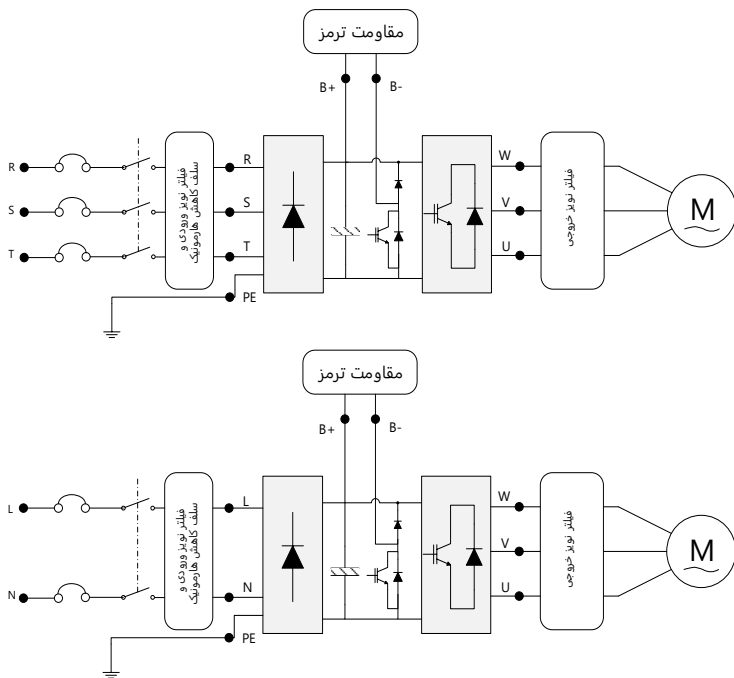 مقاومت ترمز
B+
B-
R
S
T
فیلتر نویز ورودی و
سلف کاهش هارمونیک
R
S
T
PE
W
V
U
فیلتر نویز خروجی
M
مقاومت ترمز
B+
B-
L
N
فیلتر نویز ورودی و
سلف کاهش هارمونیک
L
N
PE
W
V
U
فیلتر نویز خروجی
M